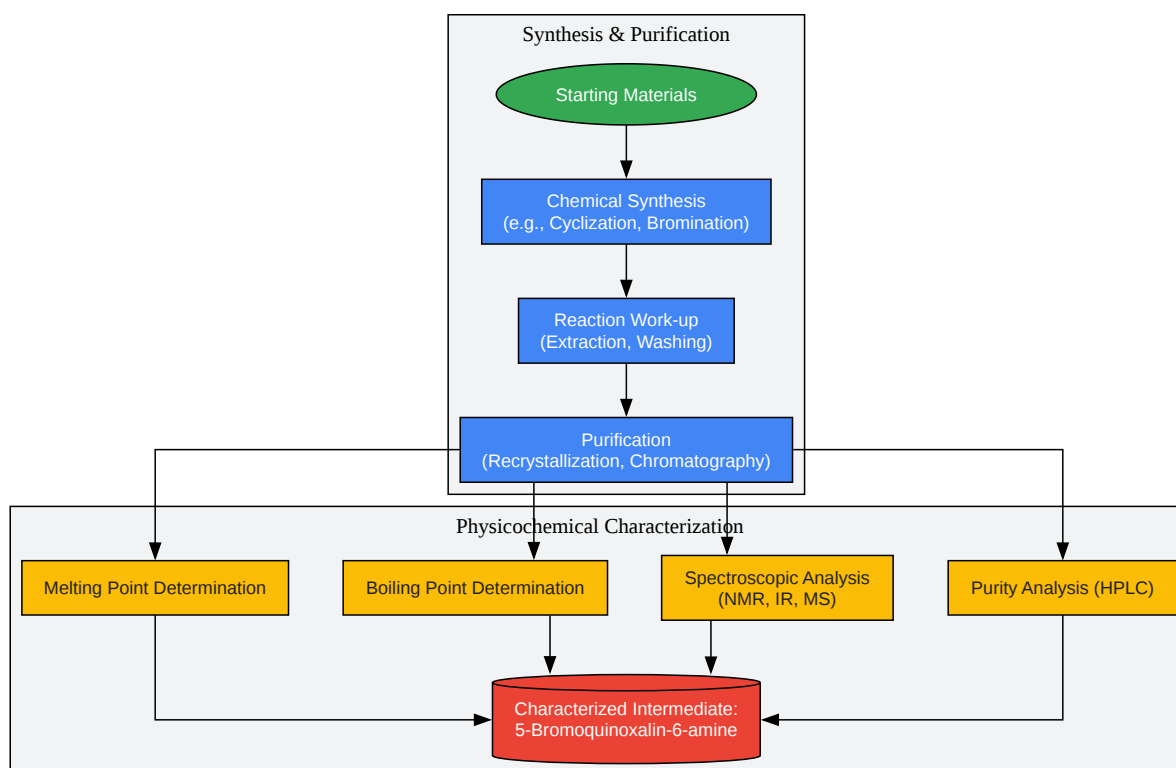 Synthesis & Purification
Starting Materials
Chemical Synthesis
(e.g., Cyclization, Bromination)
Reaction Work-up
(Extraction, Washing)
Purification
(Recrystallization, Chromatography)
Physicochemical Characterization
Melting Point Determination
Boiling Point Determination
Spectroscopic Analysis
(NMR, IR, MS)
Purity Analysis (HPLC)
Characterized Intermediate:
5-Bromoquinoxalin-6-amine